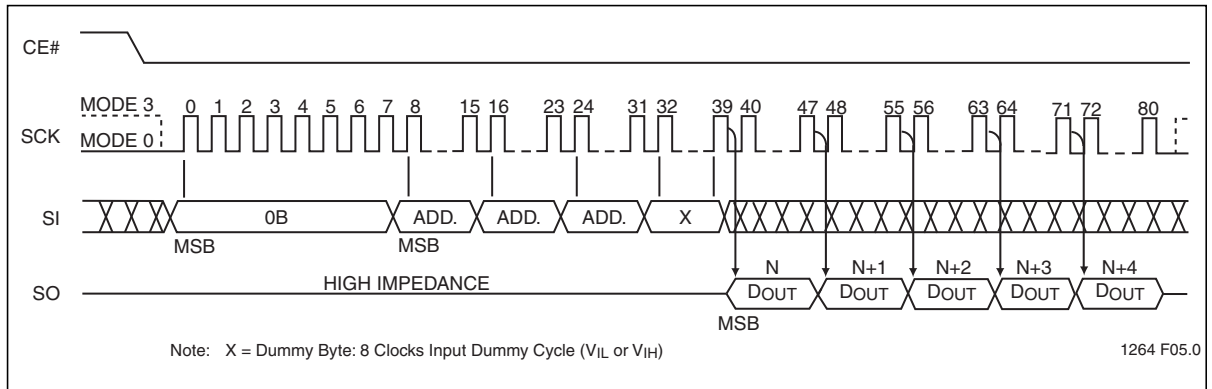 CE#
MODE 3
0 1 2 3 4 5 6 7 8 15 16 23 24 31 32 39 40 47 48 55 56 63 64 71 72 80
SCK
MODE 0
SI
0B
ADD.
ADD.
ADD.
X
MSB
MSB
N
N+1
N+2
N+3
N+4
SO
HIGH IMPEDANCE
DOUT
DOUT
DOUT
DOUT
DOUT
MSB
Note: X = Dummy Byte: 8 Clocks Input Dummy Cycle (VIL or VIH)
1264 F05.0